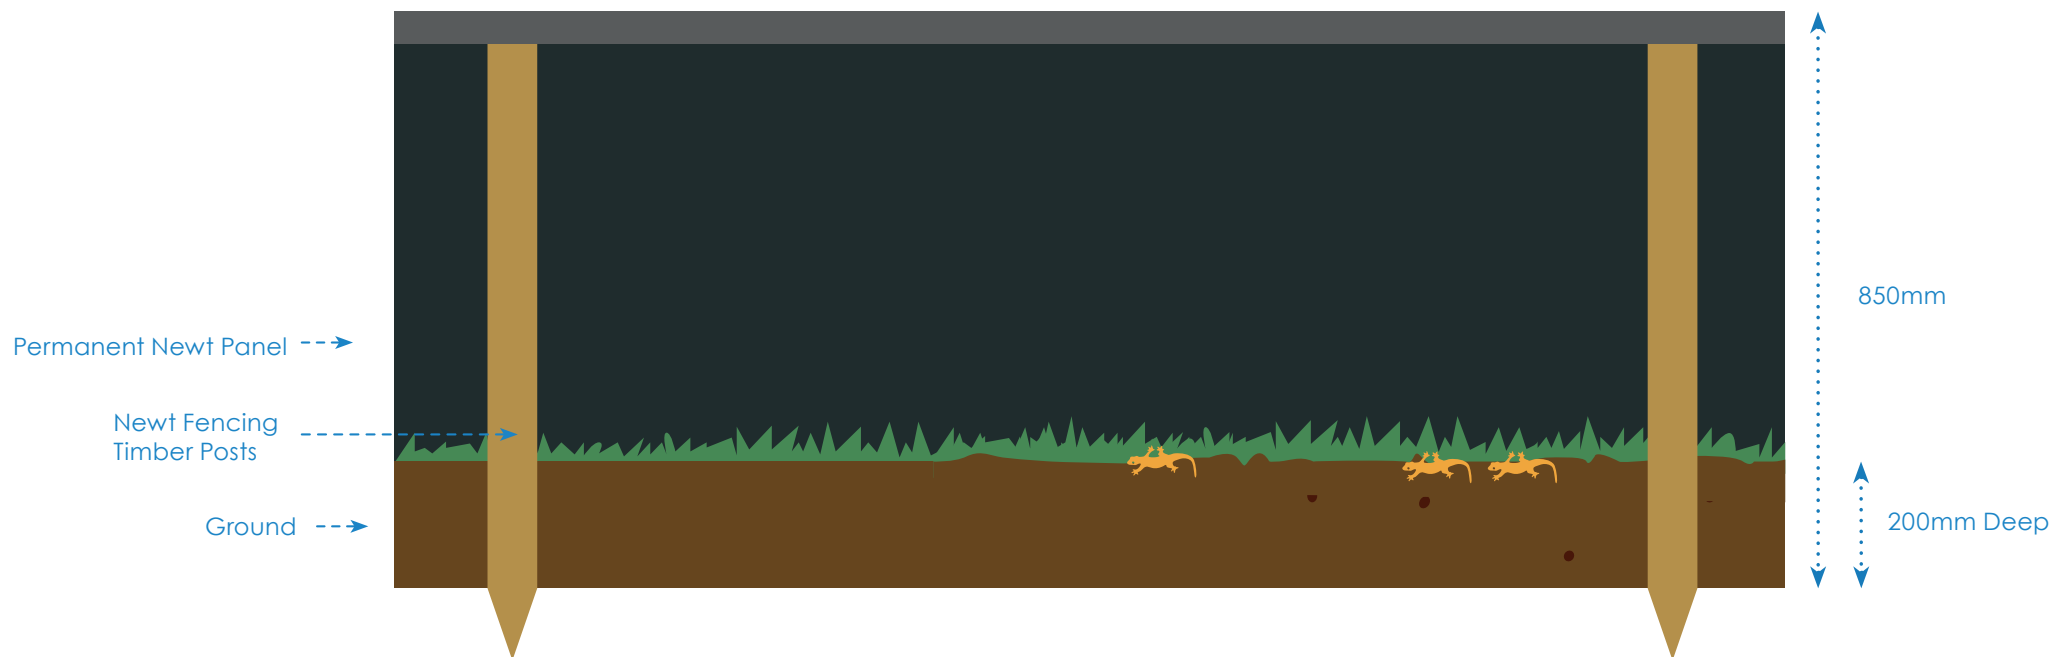 850mm
Permanent Newt Panel
Newt Fencing
Timber Posts
Ground
200mm Deep